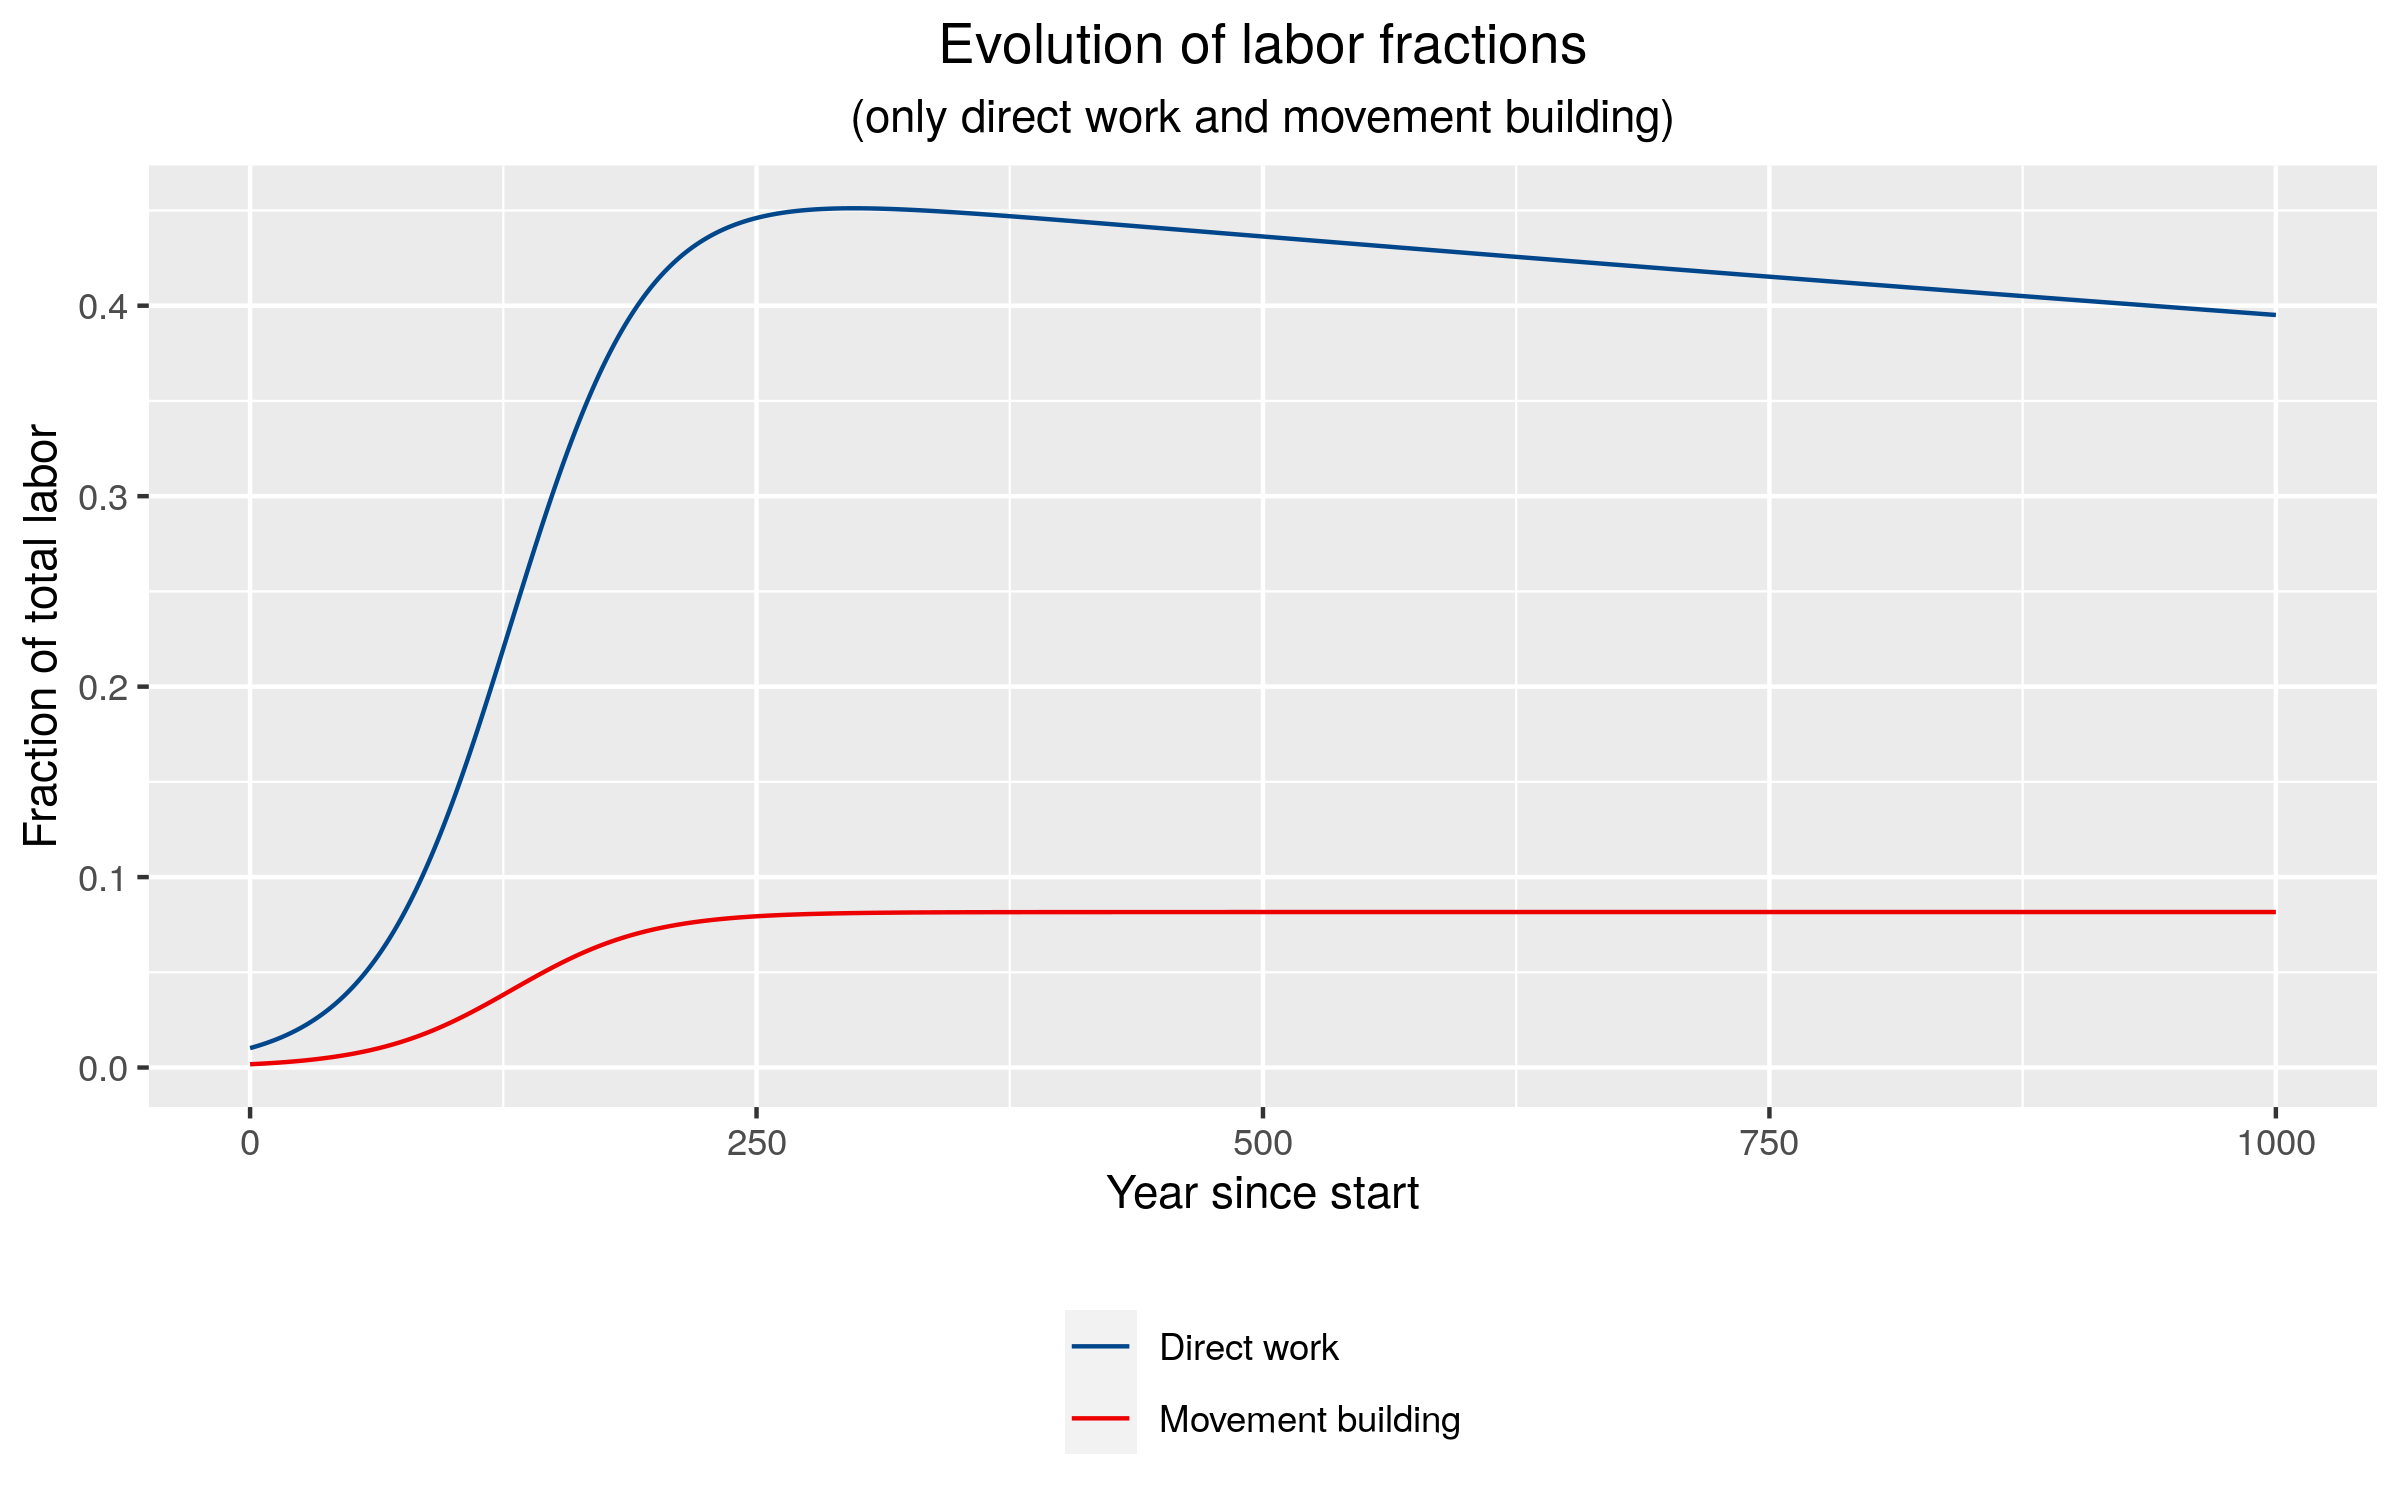 Evolution of labor fractions
(only direct work and movement building)
Fraction of total labor
0.4
0.3
0.2
0.1
0.0
0 250 500 750 1000
Year since start
Direct work
Movement building